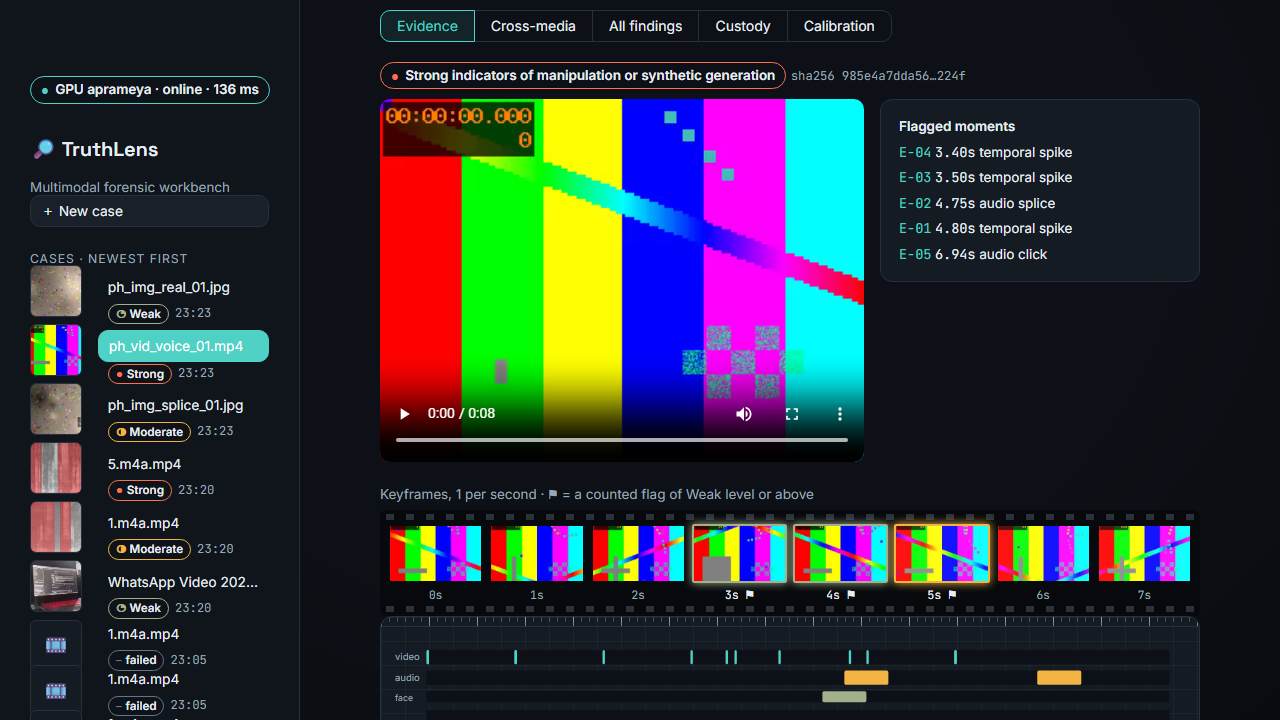 Evidence
Cross-media
All findings
Custody
Calibration
GPU aprameya · online · 136 ms
Strong indicators of manipulation or synthetic generation
sha256 985e4a7dda56…224f
TruthLens
Multimodal forensic workbench
+ New case
CASES · NEWEST FIRST
ph_img_real_01.jpg
Weak 23:23
ph_vid_voice_01.mp4
Strong 23:23
ph_img_splice_01.jpg
Moderate 23:23
5.m4a.mp4
Strong 23:20
1.m4a.mp4
Moderate 23:20
WhatsApp Video 202...
Weak 23:20
1.m4a.mp4
– failed 23:05
1.m4a.mp4
– failed 23:05
00:00:00.000
0
0:00 / 0:08
Flagged moments
E-04 3.40s temporal spike
E-03 3.50s temporal spike
E-02 4.75s audio splice
E-01 4.80s temporal spike
E-05 6.94s audio click
Keyframes, 1 per second · ⚑ = a counted flag of Weak level or above
0s
1s
2s
3s ⚑
4s ⚑
5s ⚑
6s
7s
video
audio
face